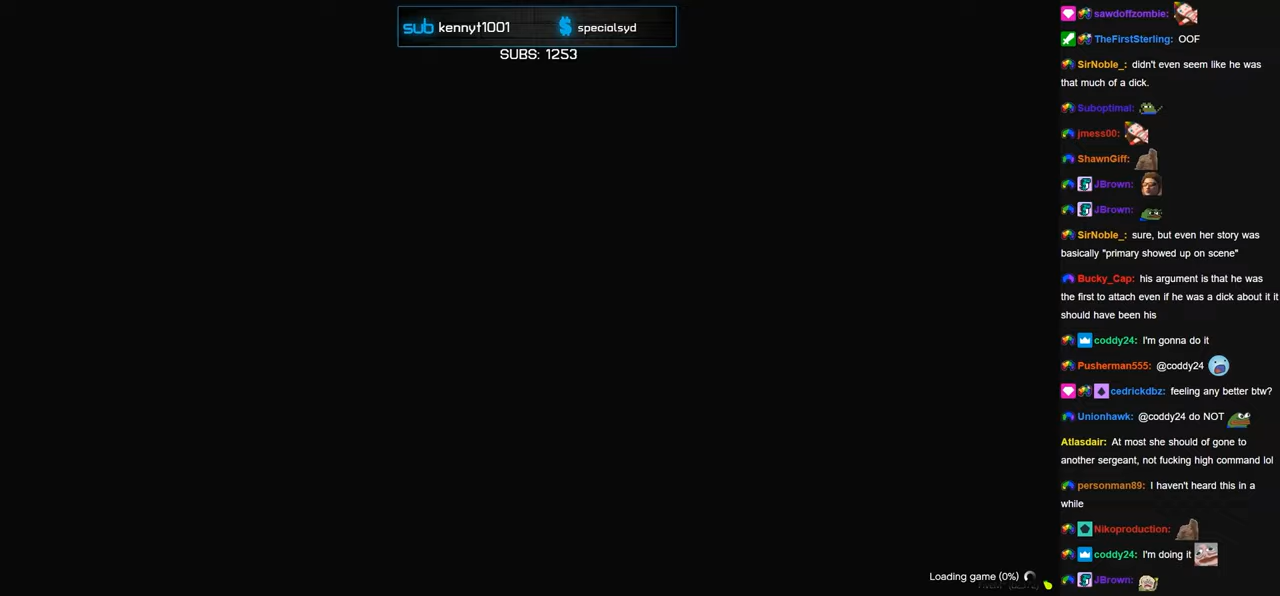 sub kennyt1001 $ specialsyd
SUBS: 1253
sawdoffzombie:
TheFirstSterling: OOF
SirNoble_: didn't even seem like he was
that much of a dick.
Suboptimal:
jmess00:
ShawnGiff:
JBrown:
JBrown:
SirNoble_: sure, but even her story was
basically "primary showed up on scene"
Bucky_Cap: his argument is that he was
the first to attach even if he was a dick about it it
should have been his
coddy24: I'm gonna do it
Pusherman555: @coddy24
cedrickdbz: feeling any better btw?
Unionhawk: @coddy24 do NOT
Atlasdair: At most she should of gone to
another sergeant, not fucking high command lol
personman89: I haven't heard this in a
while
Nikoproduction:
coddy24: I'm doing it
Loading game (0%)
JBrown: